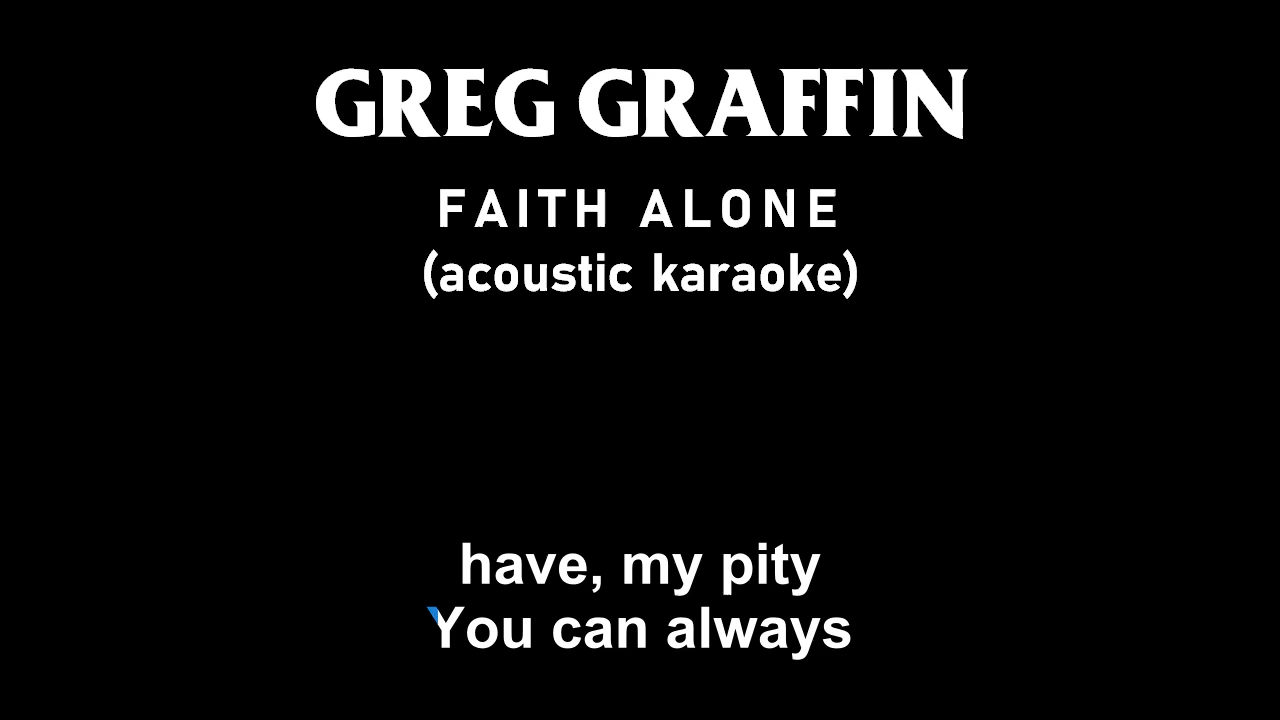 GREG GRAFFIN
FAITH ALONE
(acoustic karaoke)
have, my pity
You can always